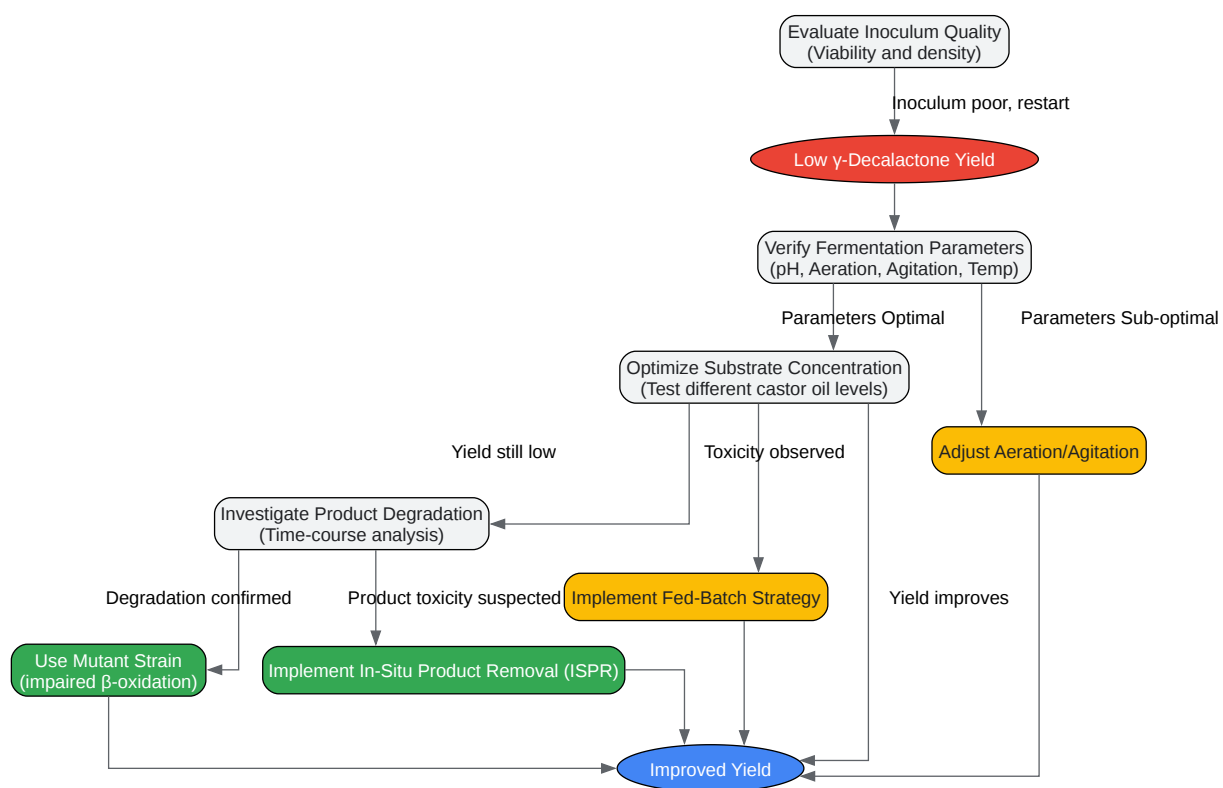 Evaluate Inoculum Quality
(Viability and density)
Inoculum poor, restart
Low γ-Decalactone Yield
Verify Fermentation Parameters
(pH, Aeration, Agitation, Temp)
Parameters Optimal
Parameters Sub-optimal
Optimize Substrate Concentration
(Test different castor oil levels)
Yield still low
Toxicity observed
Adjust Aeration/Agitation
Investigate Product Degradation
(Time-course analysis)
Degradation confirmed
Product toxicity suspected
Implement Fed-Batch Strategy
Yield improves
Use Mutant Strain
(impaired β-oxidation)
Implement In-Situ Product Removal (ISPR)
Improved Yield